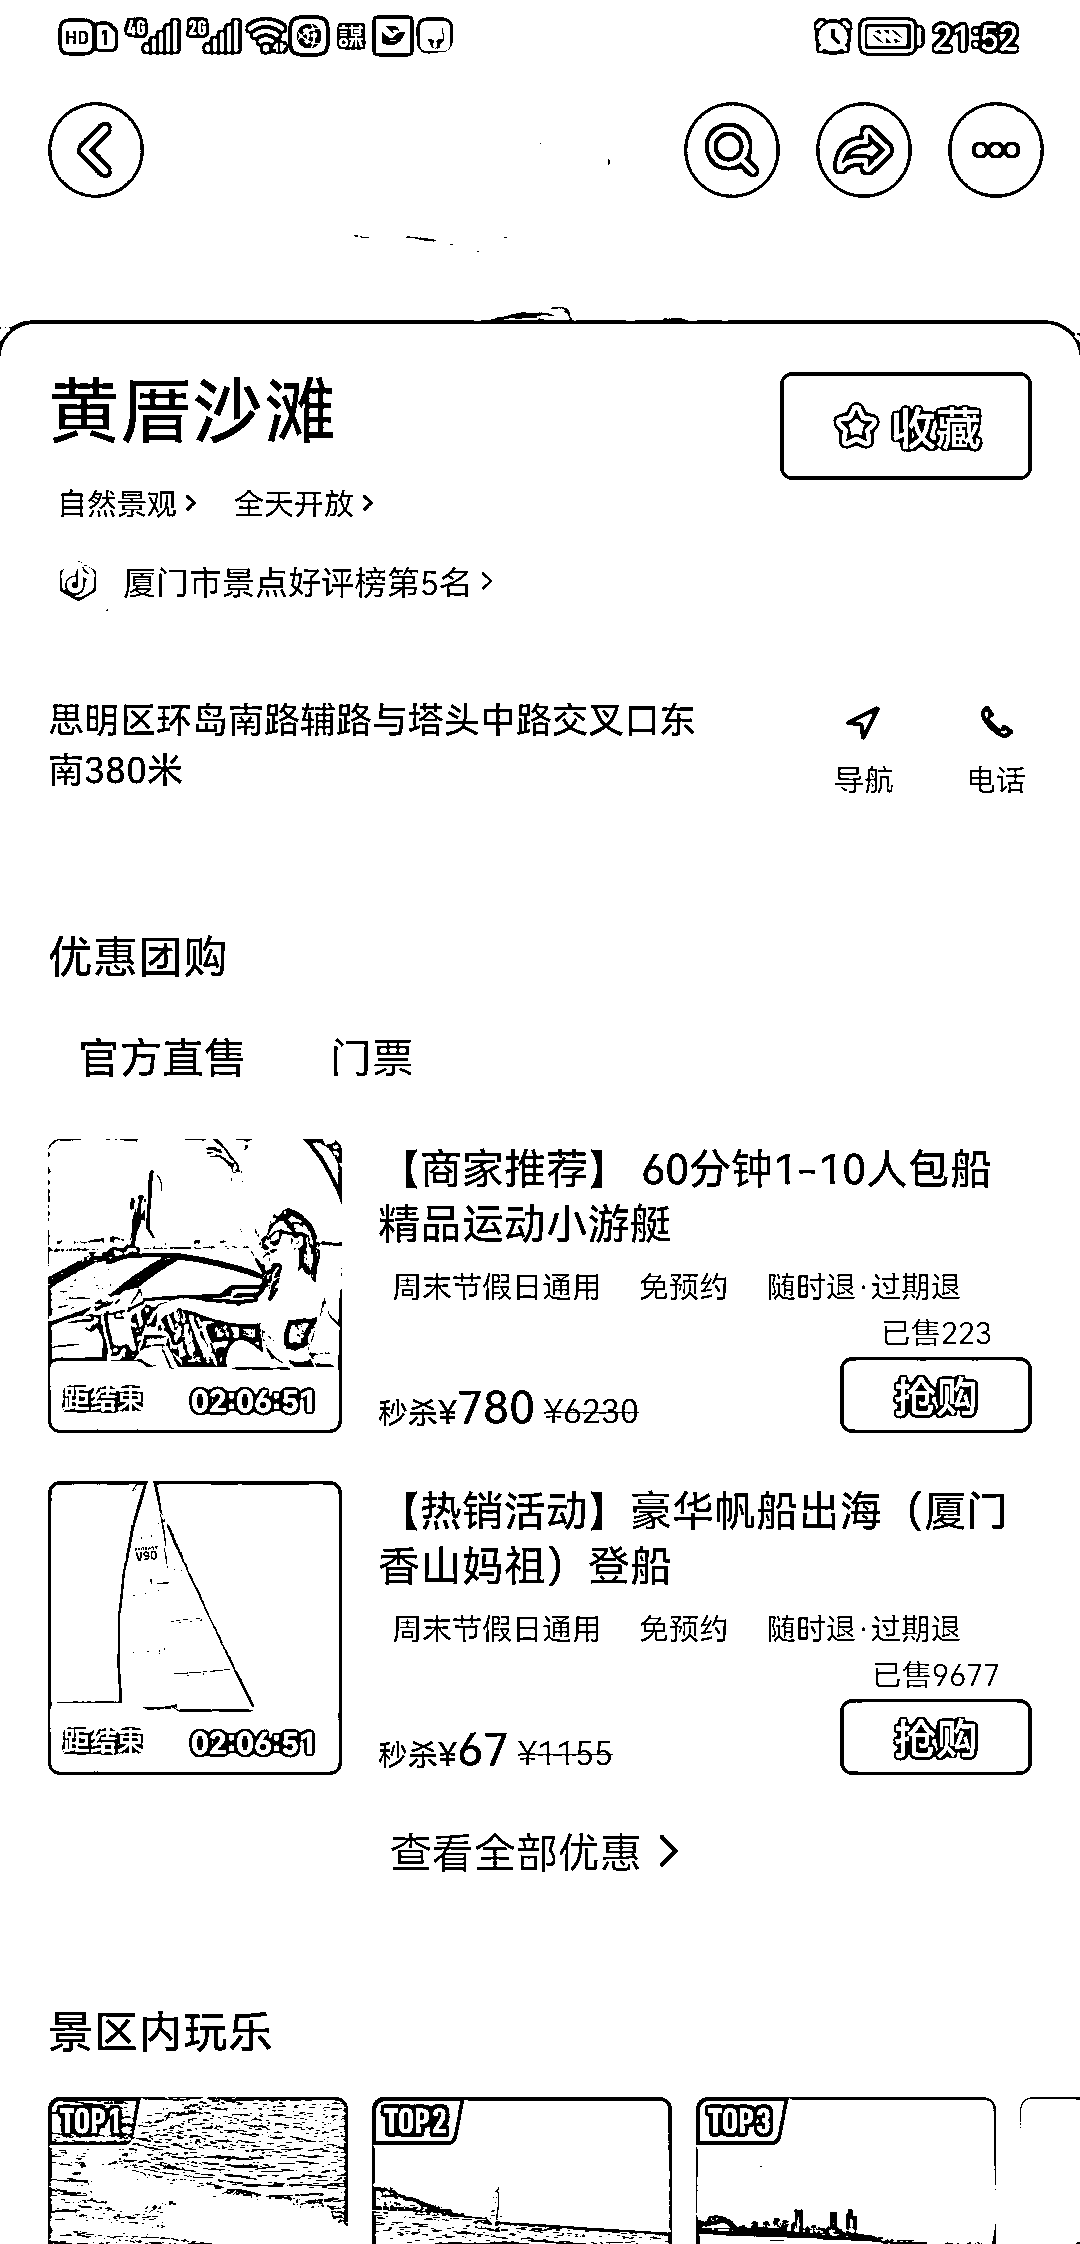 HD 1 4G 2G 21:52
黄厝沙滩
收藏
自然景观 全天开放
厦门市景点好评榜第5名
思明区环岛南路辅路与塔头中路交叉口东
南380米
导航 电话
优惠团购
官方直售 门票
【商家推荐】 60分钟1-10人包船
精品运动小游艇
周末节假日通用 免预约 随时退·过期退
已售223
距结束 02:06:51
秒杀¥780 ¥6230
抢购
【热销活动】豪华帆船出海（厦门
香山妈祖）登船
周末节假日通用 免预约 随时退·过期退
已售9677
距结束 02:06:51
秒杀¥67 ¥1155
抢购
查看全部优惠
景区内玩乐
TOP1 TOP2 TOP3